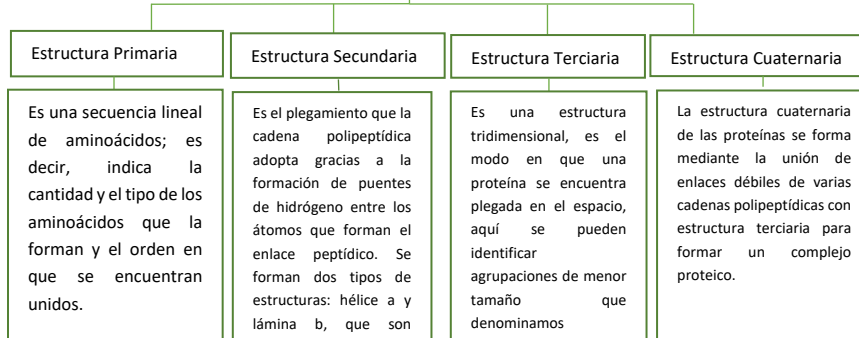 Estructura Primaria
Es una secuencia lineal
de aminoácidos; es
decir, indica la
cantidad y el tipo de los
aminoácidos que la
forman y el orden en
que se encuentran
unidos.
Estructura Secundaria
Es el plegamiento que la
cadena polipeptídica
adopta gracias a la
formación de puentes
de hidrógeno entre los
átomos que forman el
enlace peptídico. Se
forman dos tipos de
estructuras: hélice a y
lámina b, que son
Estructura Terciaria
Es una estructura
tridimensional, es el
modo en que una
proteína se encuentra
plegada en el espacio,
aquí se pueden
identificar
agrupaciones de menor
tamaño que
denominamos
Estructura Cuaternaria
La estructura cuaternaria
de las proteínas se forma
mediante la unión de
enlaces débiles de varias
cadenas polipeptídicas con
estructura terciaria para
formar un complejo
proteico.